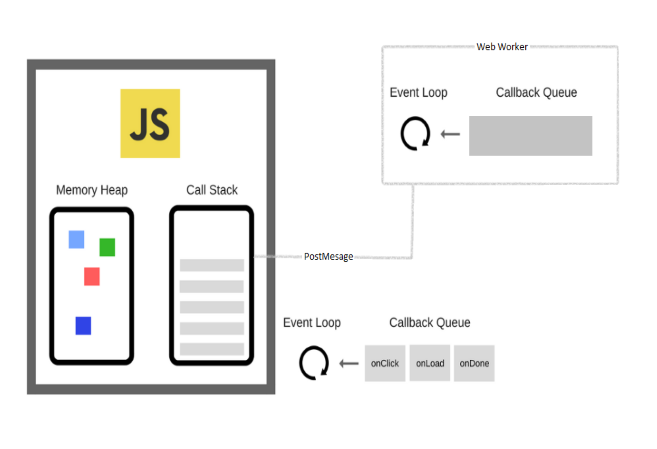 Web Worker
Event Loop
Callback Queue
JS
Memory Heap
Call Stack
PostMesage
Event Loop
Callback Queue
onClick
onLoad
onDone